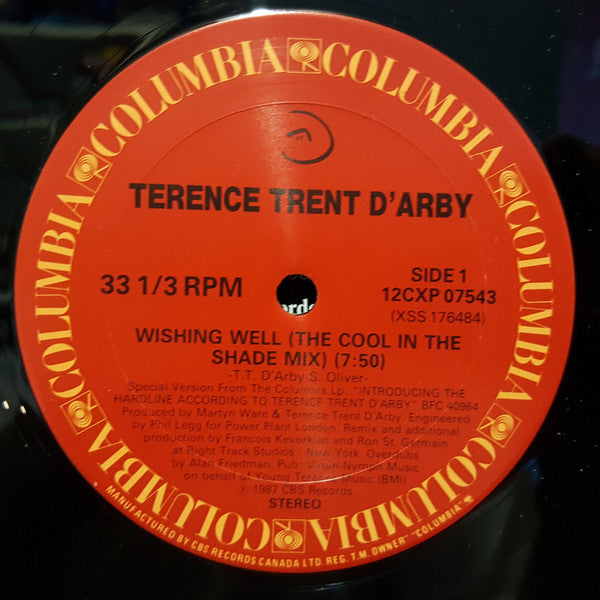 COLUMBIA COLUMBIA COLUMBIA COLUMBIA COLUMBIA COLUMBIA
TERENCE TRENT D'ARBY
33 1/3 RPM
SIDE 1
12CXP 07543
(XSS 176484)
WISHING WELL (THE COOL IN THE
SHADE MIX) (7:50)
-T.T. D'Arby-S. Oliver-
Special Version From The Columbia Lp: "INTRODUCING THE
HARDLINE ACCORDING TO TERENCE TRENT D'ARBY" BFC 40964
Produced by Martyn Ware & Terence Trent D'Arby. Engineered
by Phil Legg for Power Plant London. Remix and additional
production by Francois Kevorkian and Ron St. Germain
at Right Track Studios - New York. Overdubs
by Alan Friedman. Pub: Virgin-Nymph Music
on behalf of Young Terence Music (BMI)
℗ 1987 CBS Records
STEREO
MANUFACTURED BY CBS RECORDS CANADA LTD. REG. T.M. OWNER "COLUMBIA"